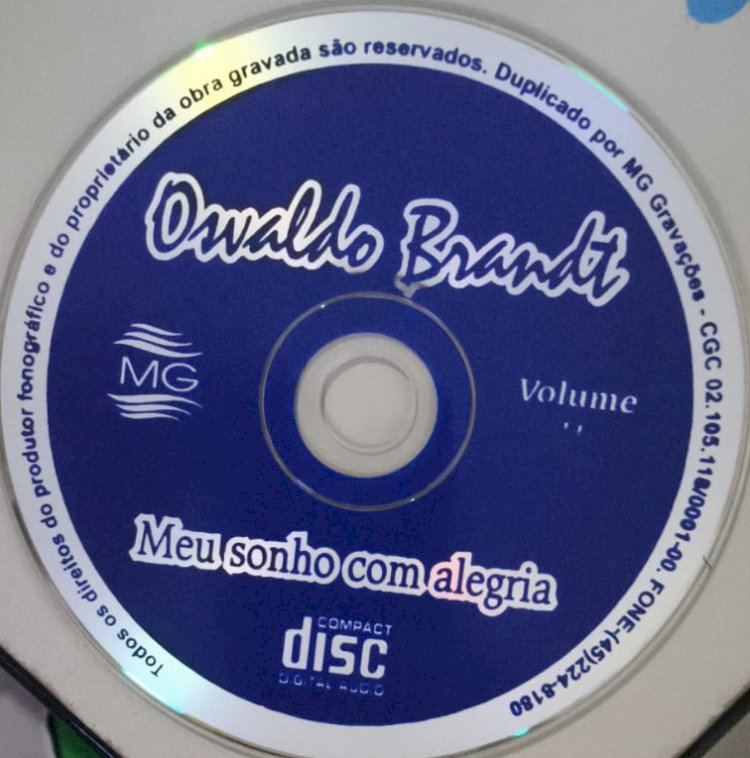 Todos os direitos do produtor fonográfico e do proprietário da obra gravada são reservados. Duplicado por MG Gravações - CGC 02.105.118/0001-00. FONE-(45)224-8180
Osvaldo Brandt
MG
Volume
Meu sonho com alegria
COMPACT
disc
DIGITAL AUDIO